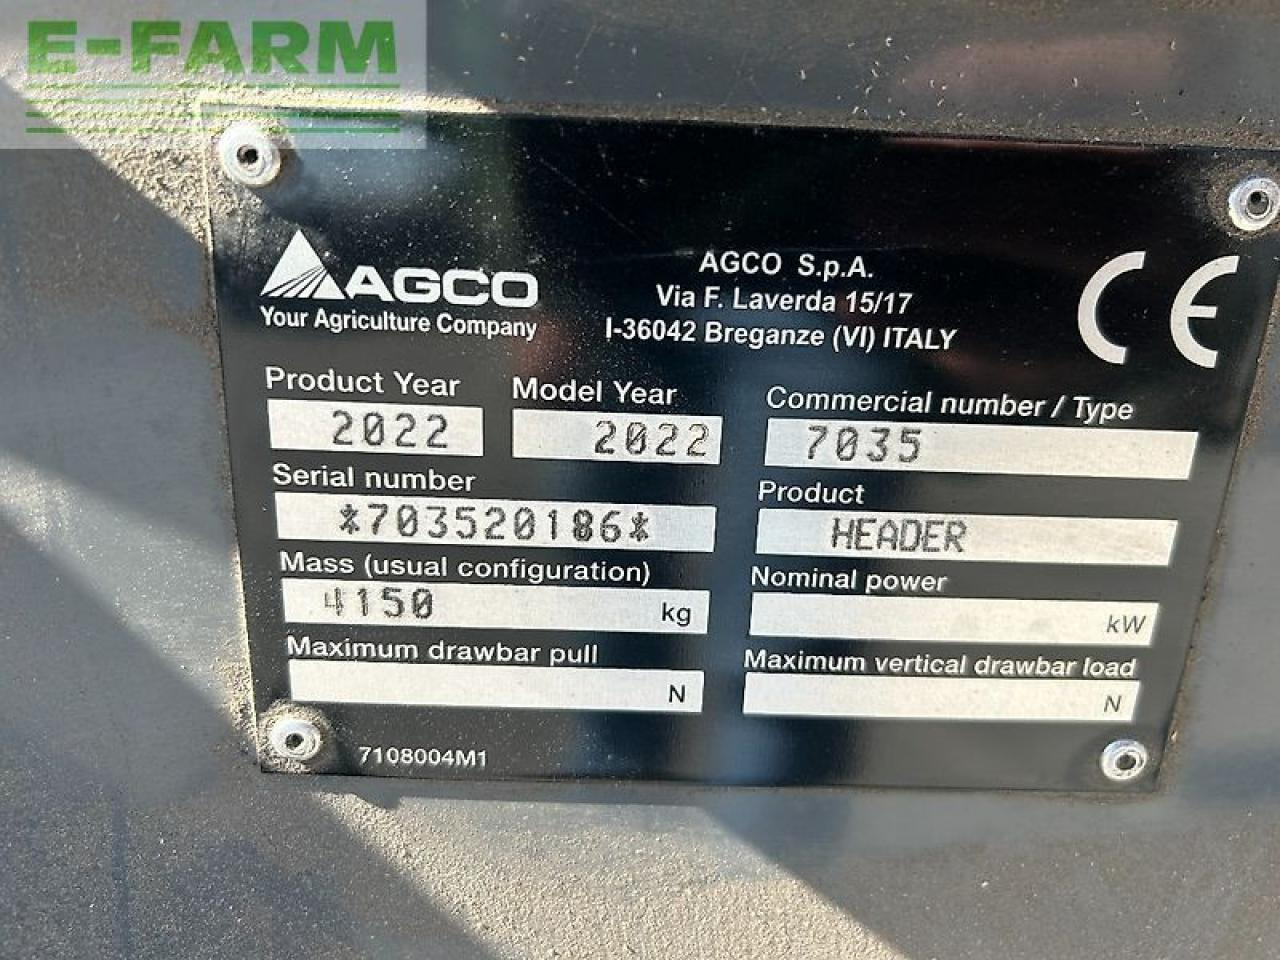 E-FARM
AGCO
Your Agriculture Company
AGCO S.p.A.
Via F. Laverda 15/17
I-36042 Breganze (VI) ITALY
CE
Product Year
2022
Model Year
2022
Commercial number / Type
7035
Serial number
*703520186*
Product
HEADER
Mass (usual configuration)
4150 kg
Nominal power
kW
Maximum drawbar pull
N
Maximum vertical drawbar load
N
7108004M1